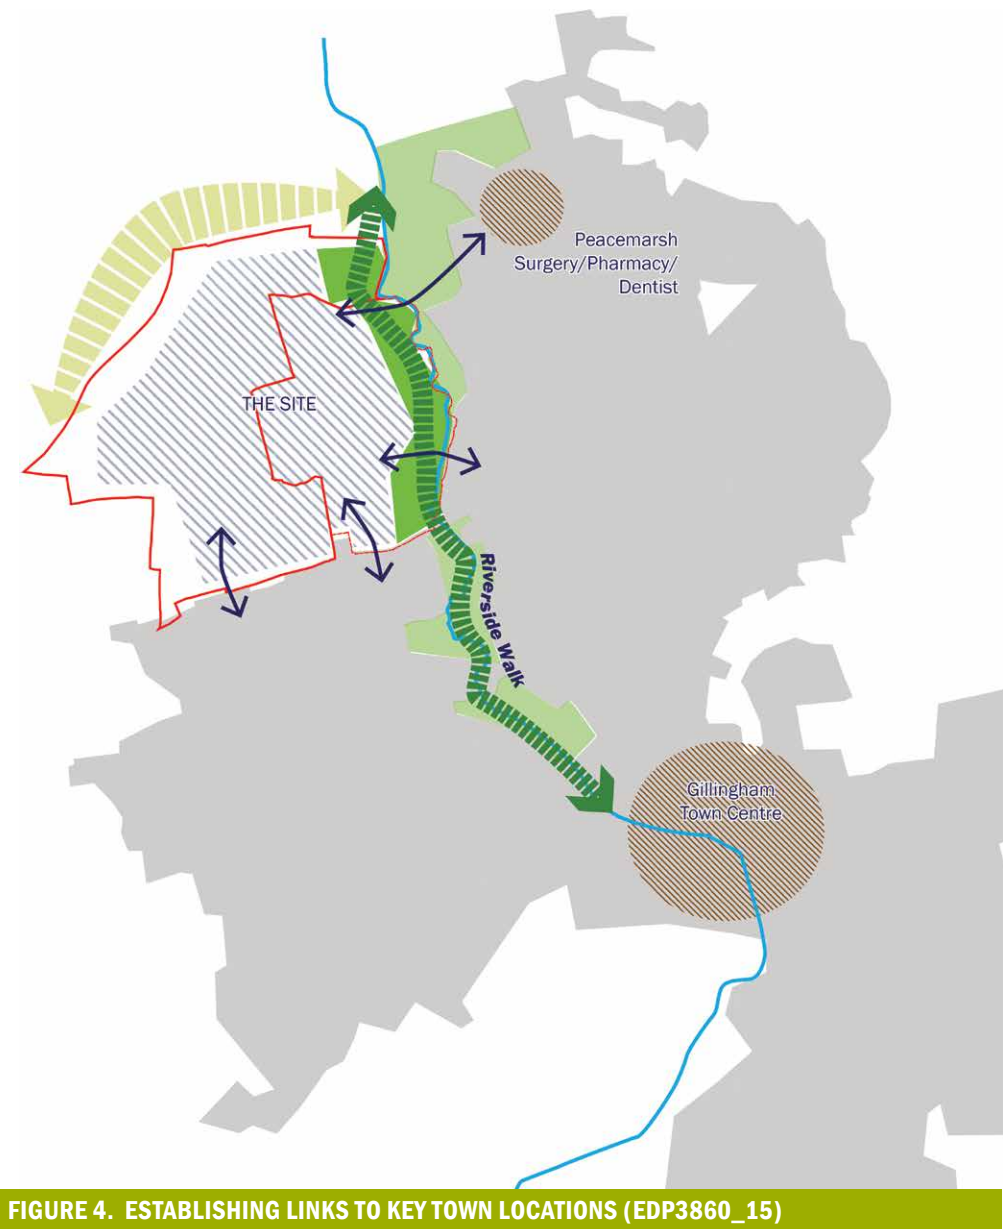 Peacemarsh
Surgery/Pharmacy/
Dentist
THE SITE
Riverside Walk
Gillingham
Town Centre
FIGURE 4. ESTABLISHING LINKS TO KEY TOWN LOCATIONS (EDP3860_15)